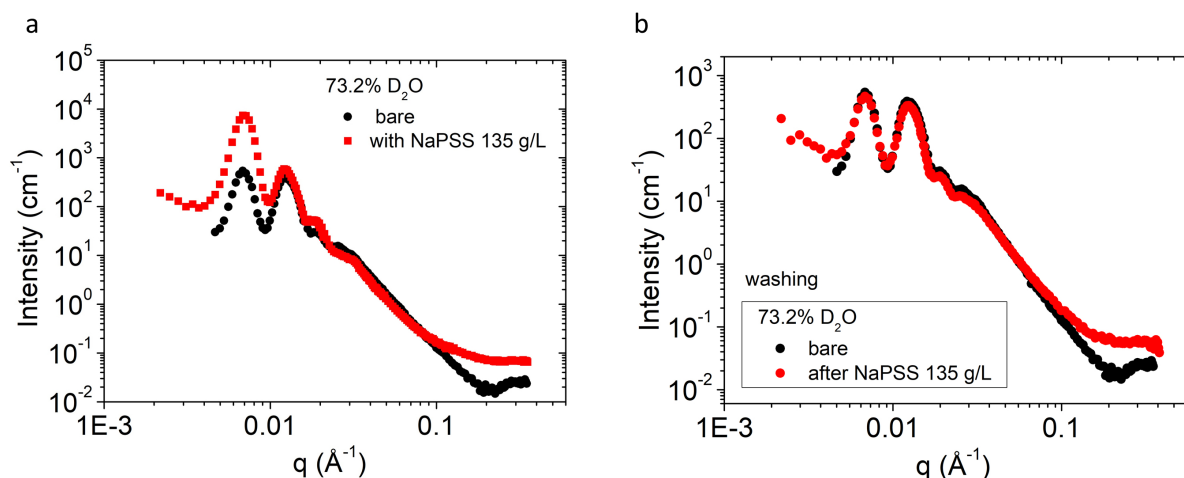 a
10^5
10^4
10^3
10^2
10^1
10^0
10^-1
10^-2
Intensity (cm^-1)
73.2% D_2O
bare
with NaPSS 135 g/L
1E-3
0.01
0.1
q (Å^-1)
b
10^3
10^2
10^1
10^0
10^-1
10^-2
Intensity (cm^-1)
washing
73.2% D_2O
bare
after NaPSS 135 g/L
1E-3
0.01
0.1
q (Å^-1)